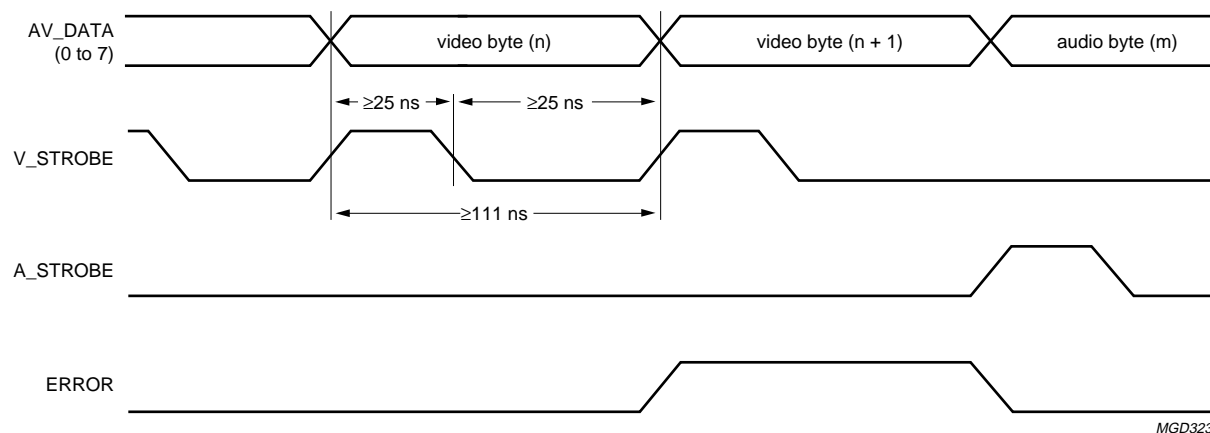 AV_DATA
(0 to 7)
video byte (n)
video byte (n + 1)
audio byte (m)
≥25 ns
≥25 ns
V_STROBE
≥111 ns
A_STROBE
ERROR
MGD323